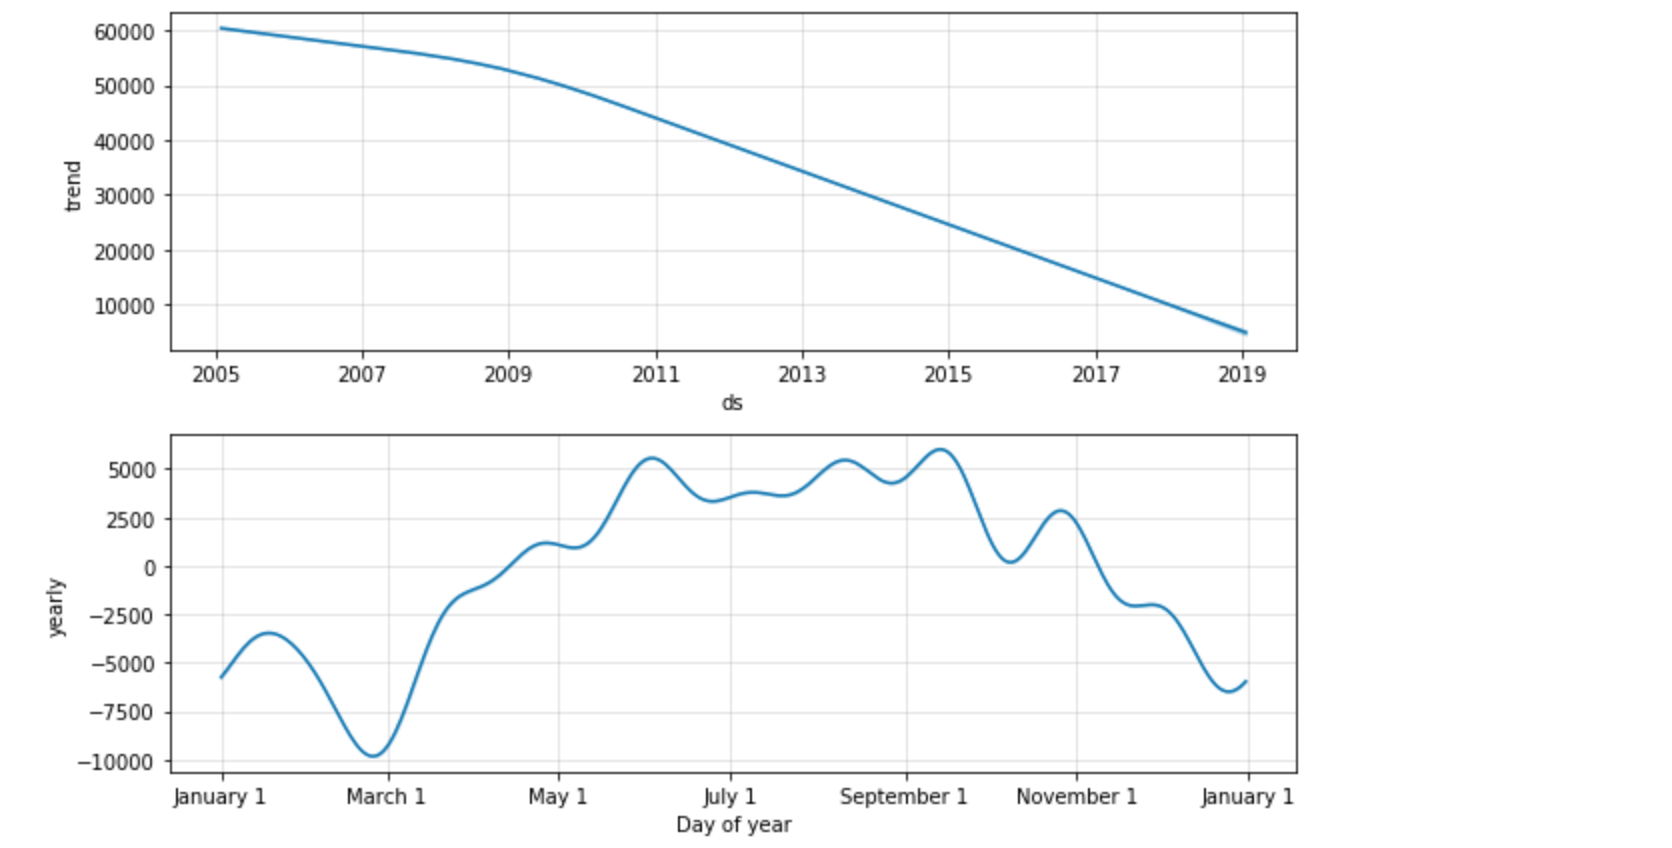 60000
50000
40000
30000
20000
10000
trend
2005 2007 2009 2011 2013 2015 2017 2019
ds
5000
2500
0
−2500
−5000
−7500
−10000
yearly
January 1 March 1 May 1 July 1 September 1 November 1 January 1
Day of year